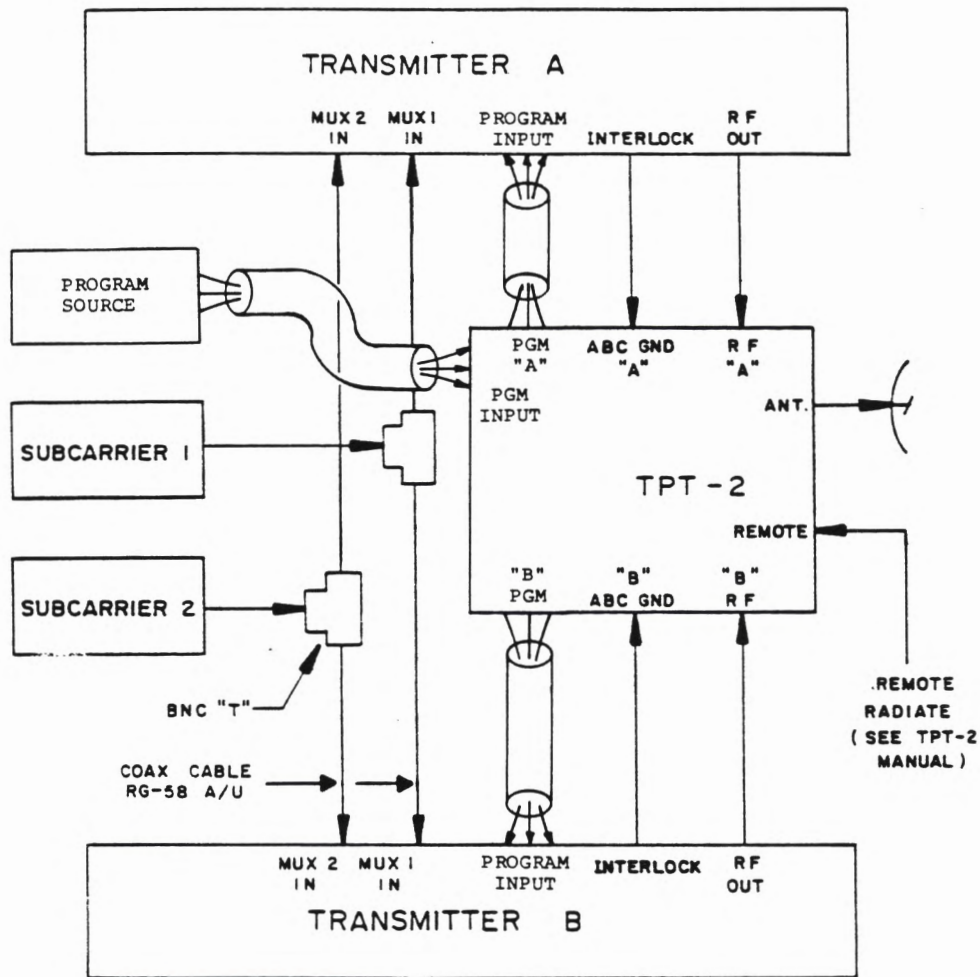 TRANSMITTER A
MUX 2
IN
MUX 1
IN
PROGRAM
INPUT
INTERLOCK
RF
OUT
PROGRAM
SOURCE
PGM
"A"
ABC GND
"A"
RF
"A"
PGM
INPUT
ANT.
SUBCARRIER 1
TPT-2
REMOTE
SUBCARRIER 2
"B"
PGM
"B"
ABC GND
"B"
RF
BNC "T"
REMOTE
RADIATE
(SEE TPT-2
MANUAL)
COAX CABLE
RG-58 A/U
MUX 2
IN
MUX 1
IN
PROGRAM
INPUT
INTERLOCK
RF
OUT
TRANSMITTER B